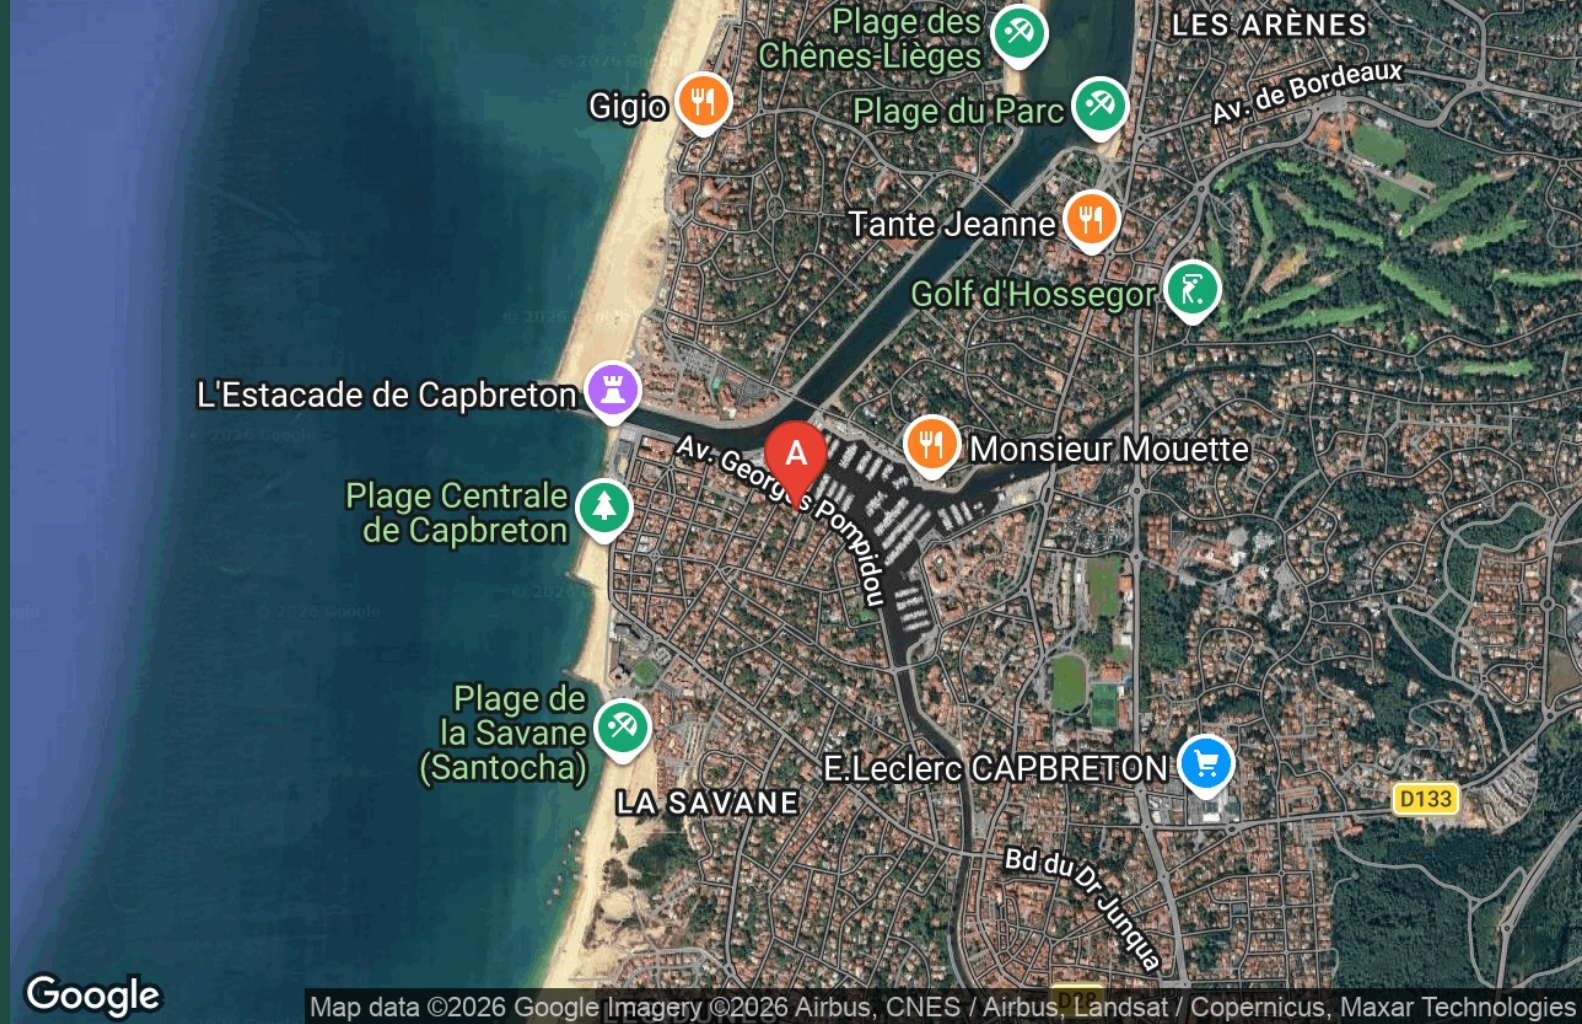 Plage des
Chênes-Lièges
LES ARÈNES
Av. de Bordeaux
Gigio
Plage du Parc
Tante Jeanne
Golf d'Hossegor
L'Estacade de Capbreton
A
Av. Georges Pompidou
Monsieur Mouette
Plage Centrale
de Capbreton
Plage de
la Savane
(Santocha)
E.Leclerc CAPBRETON
LA SAVANE
D133
Bd du Dr Junqua
D28
Google
Map data ©2026 Google Imagery ©2026 Airbus, CNES / Airbus, Landsat / Copernicus, Maxar Technologies